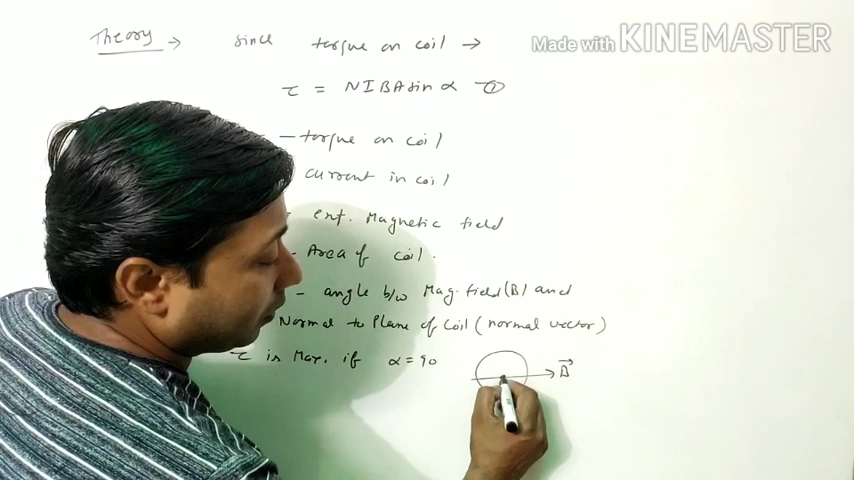 Theory → since torque on coil →
Made with KINEMASTER
τ = NIBA sin α —①
– torque on coil
current in coil
ext. Magnetic field
– Area of coil.
– angle b/w Mag. field (B) and
Normal to Plane of Coil (normal vector)
τ is Max. if α = 90
B